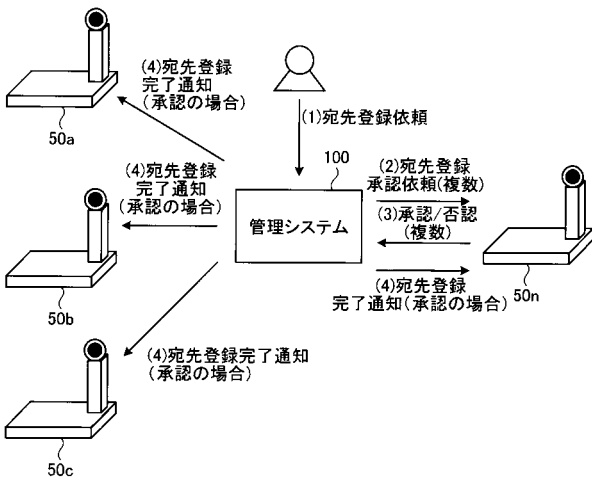 (4)宛先登録
完了通知
(承認の場合)
50a
(1)宛先登録依頼
(4)宛先登録
完了通知
(承認の場合)
50b
100
管理システム
(2)宛先登録
承認依頼(複数)
(3)承認/否認
(複数)
(4)宛先登録
完了通知(承認の場合)
50n
(4)宛先登録完了通知
(承認の場合)
50c